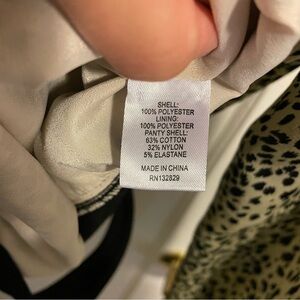 SHELL:
100% POLYESTER
LINING:
100% POLYESTER
PANTY SHELL:
63% COTTON
32% NYLON
5% ELASTANE
MADE IN CHINA
RN132829